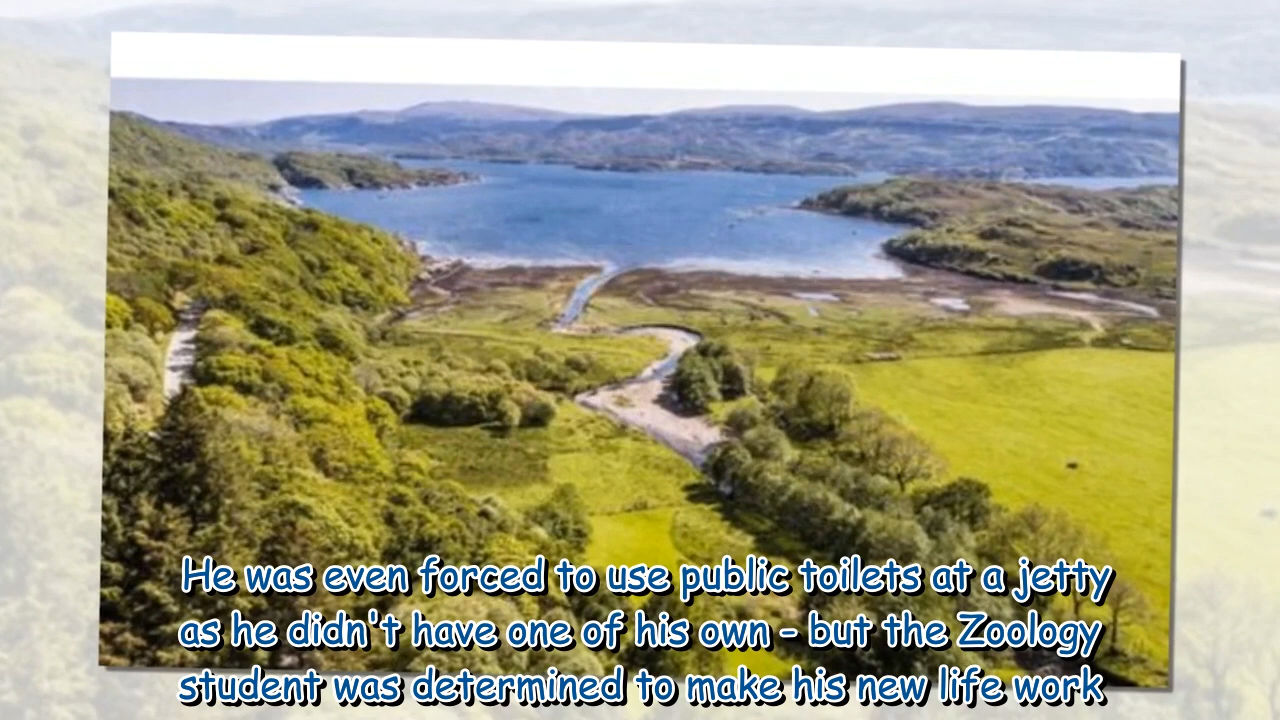 He was even forced to use public toilets at a jetty
as he didn't have one of his own - but the Zoology
student was determined to make his new life work